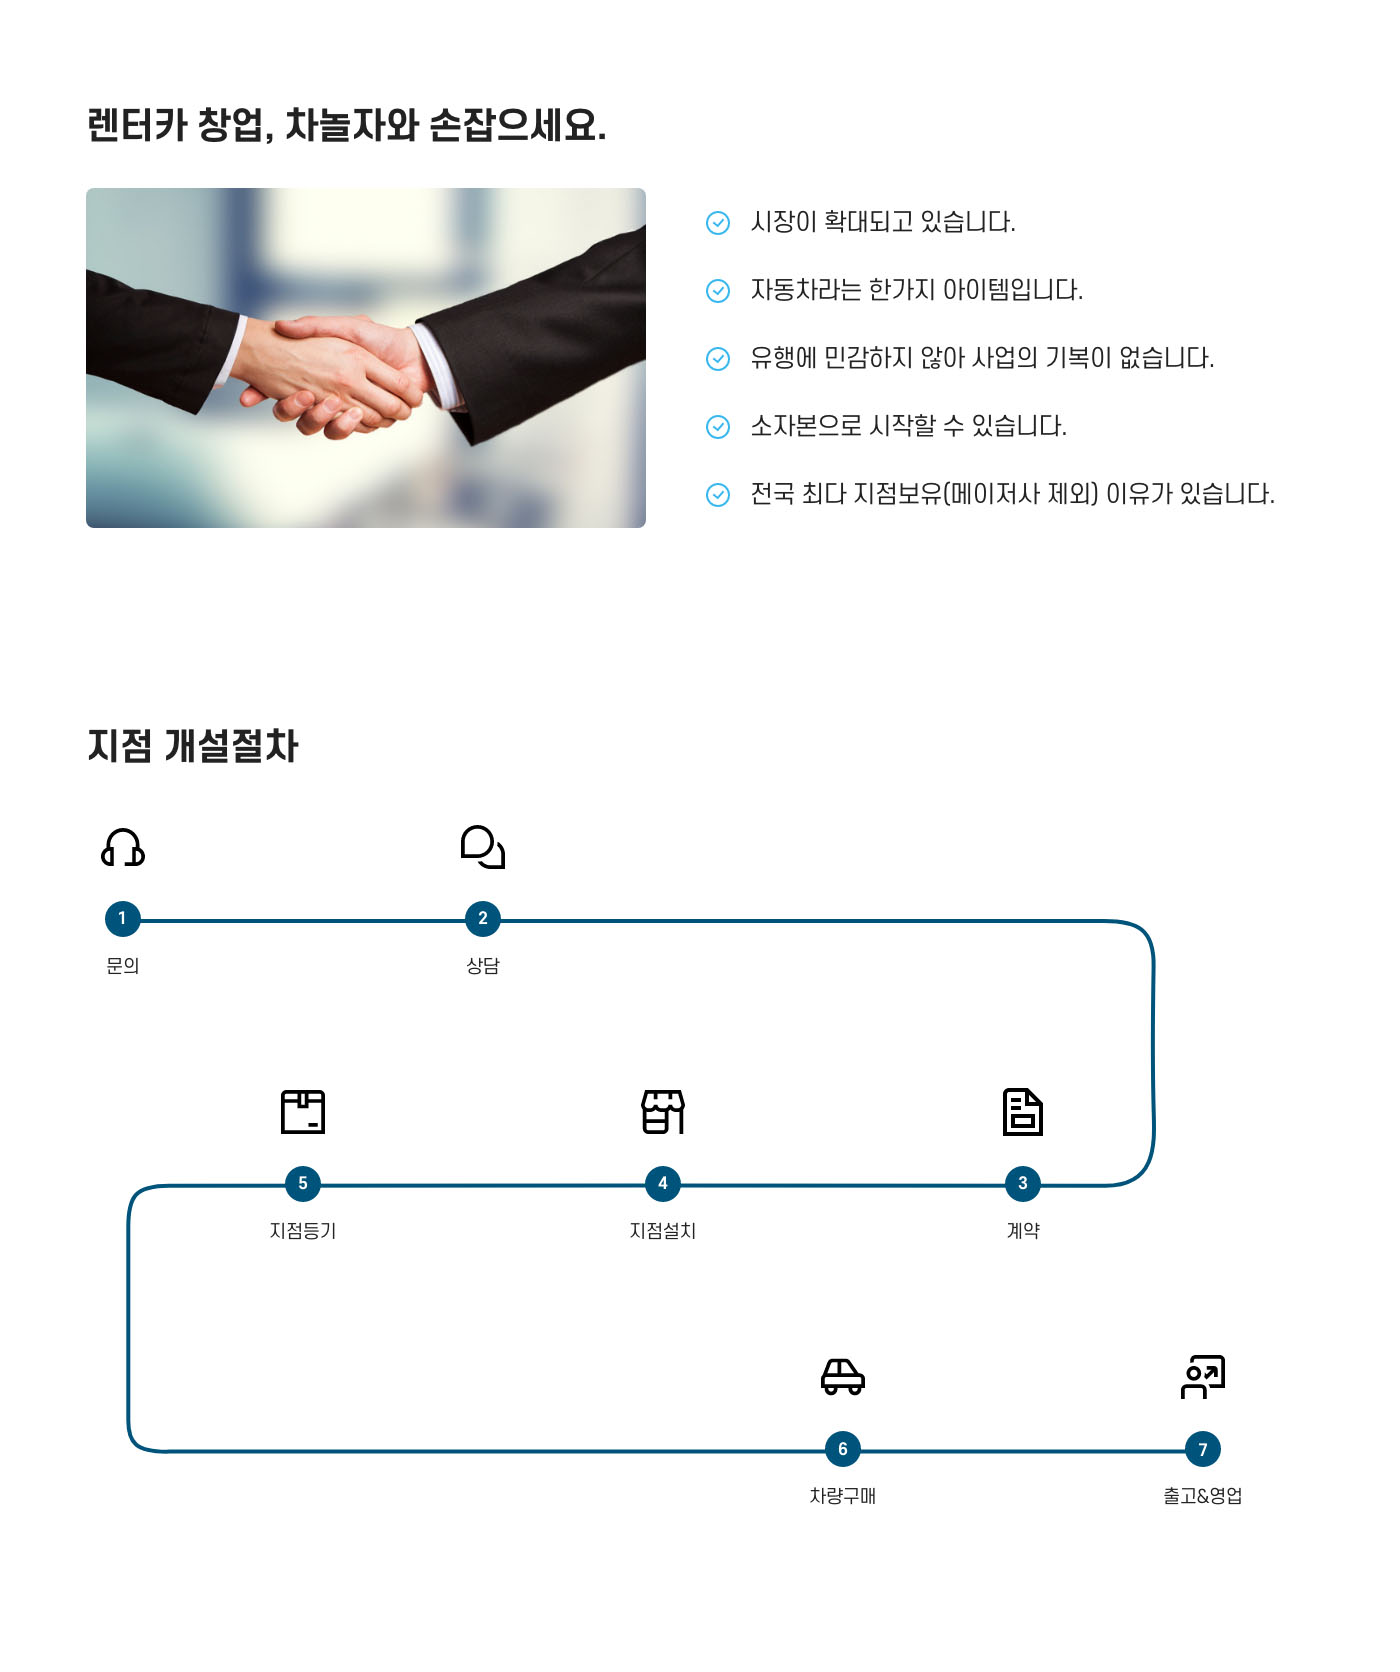 렌터카 창업, 차놀자와 손잡으세요.
시장이 확대되고 있습니다.
자동차라는 한가지 아이템입니다.
유행에 민감하지 않아 사업의 기복이 없습니다.
소자본으로 시작할 수 있습니다.
전국 최다 지점보유(메이저사 제외) 이유가 있습니다.
지점 개설절차
1
문의
2
상담
3
계약
4
지점설치
5
지점등기
6
차량구매
7
출고&영업